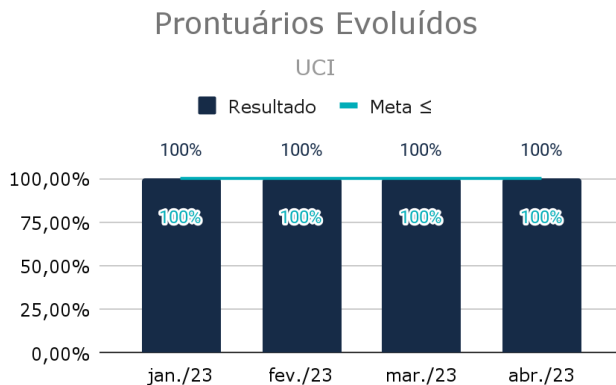 Prontuários Evoluídos
UCI
Resultado Meta ≤
100% 100% 100% 100%
100,00%
100% 100% 100% 100%
75,00%
50,00%
25,00%
0,00%
jan./23 fev./23 mar./23 abr./23